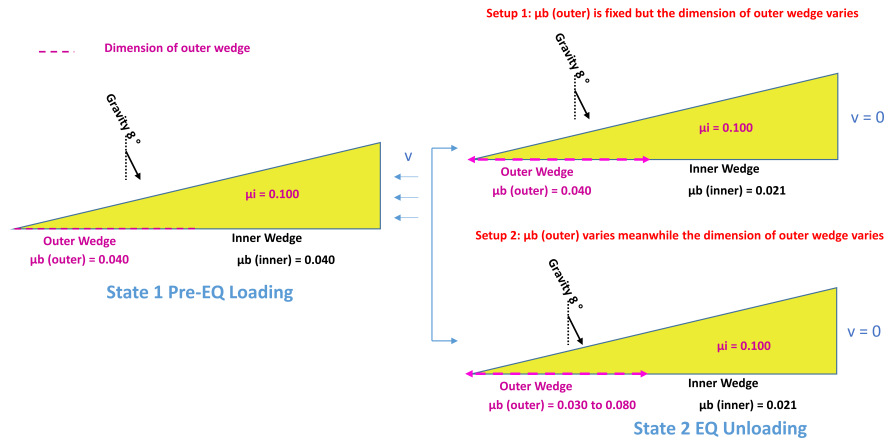 Setup 1: μb (outer) is fixed but the dimension of outer wedge varies
Dimension of outer wedge
Gravity 8 °
μi = 0.100
v
Outer Wedge
μb (outer) = 0.040
Inner Wedge
μb (inner) = 0.040
State 1 Pre-EQ Loading
Gravity 8 °
μi = 0.100
v = 0
Outer Wedge
μb (outer) = 0.040
Inner Wedge
μb (inner) = 0.021
Setup 2: μb (outer) varies meanwhile the dimension of outer wedge varies
Gravity 8 °
μi = 0.100
v = 0
Outer Wedge
μb (outer) = 0.030 to 0.080
Inner Wedge
μb (inner) = 0.021
State 2 EQ Unloading